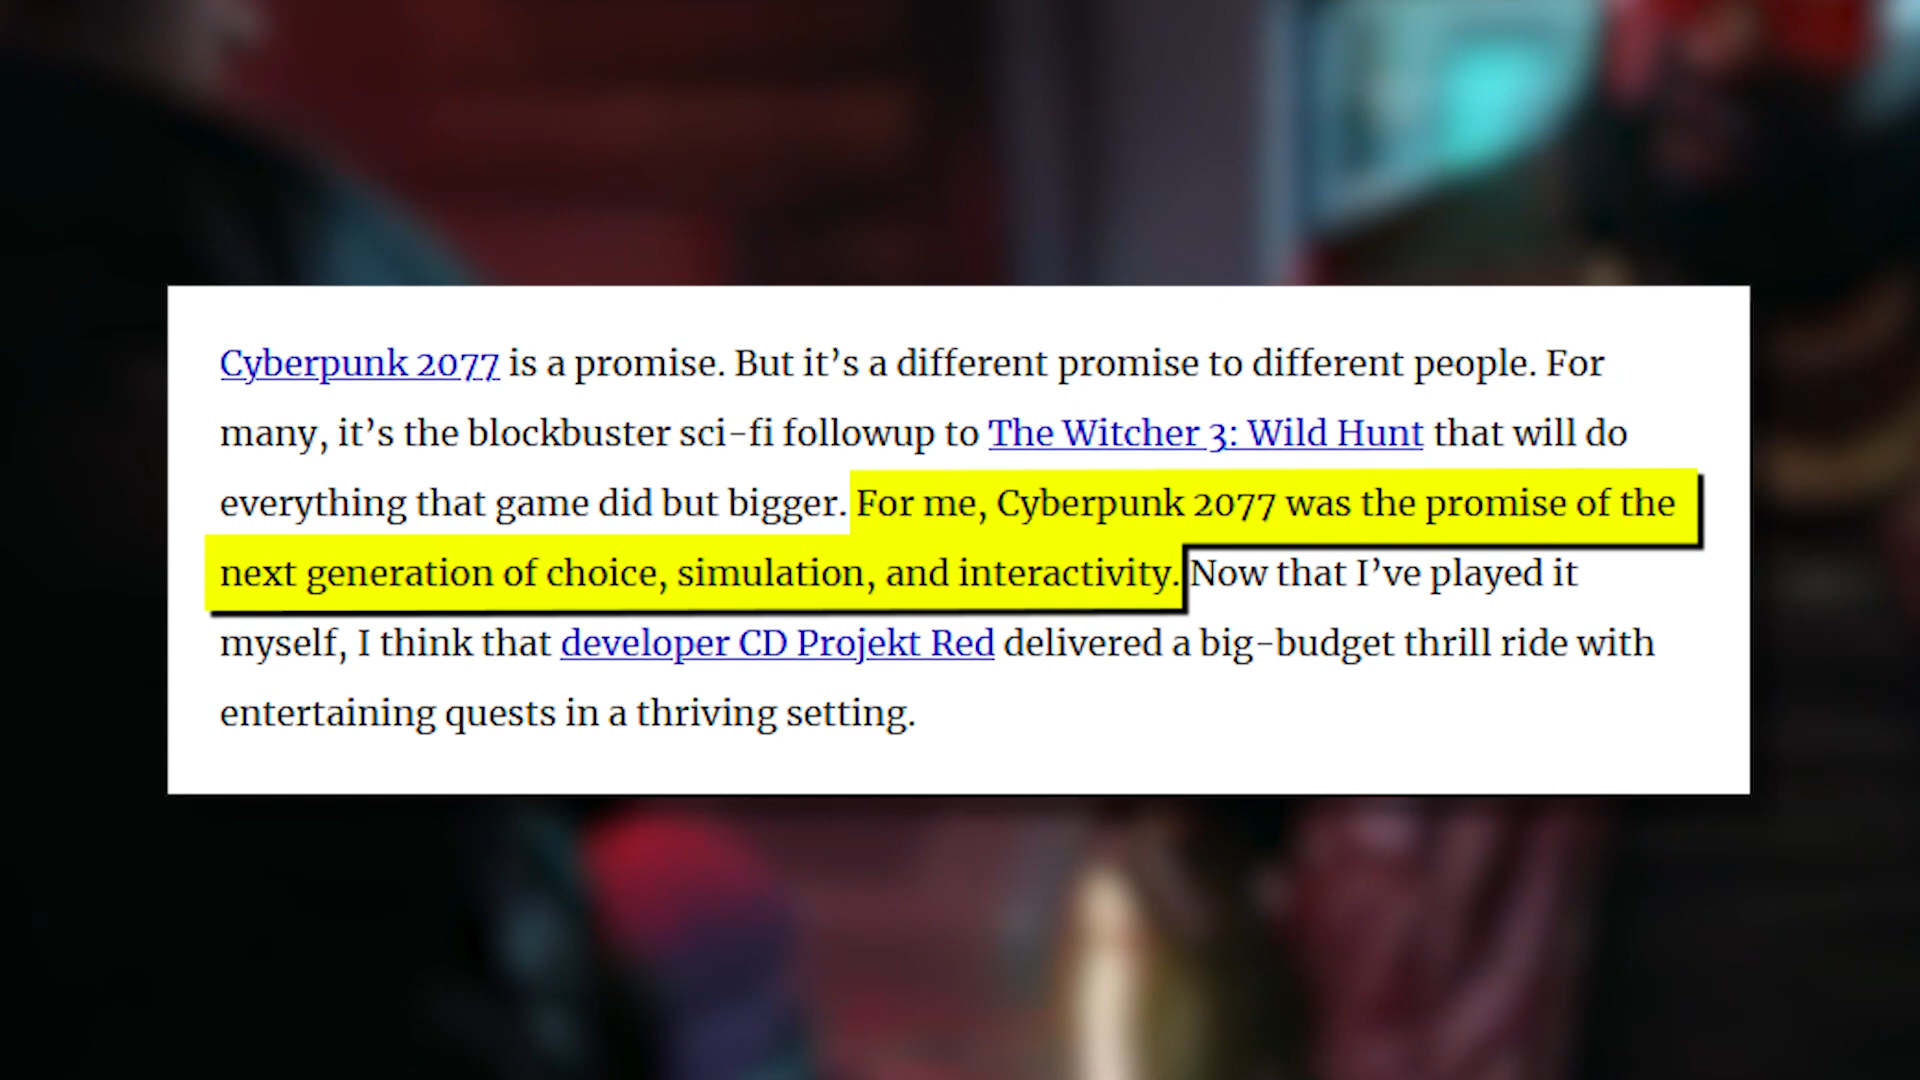 Cyberpunk 2077 is a promise. But it’s a different promise to different people. For
many, it’s the blockbuster sci-fi followup to The Witcher 3: Wild Hunt that will do
everything that game did but bigger. For me, Cyberpunk 2077 was the promise of the
next generation of choice, simulation, and interactivity. Now that I’ve played it
myself, I think that developer CD Projekt Red delivered a big-budget thrill ride with
entertaining quests in a thriving setting.